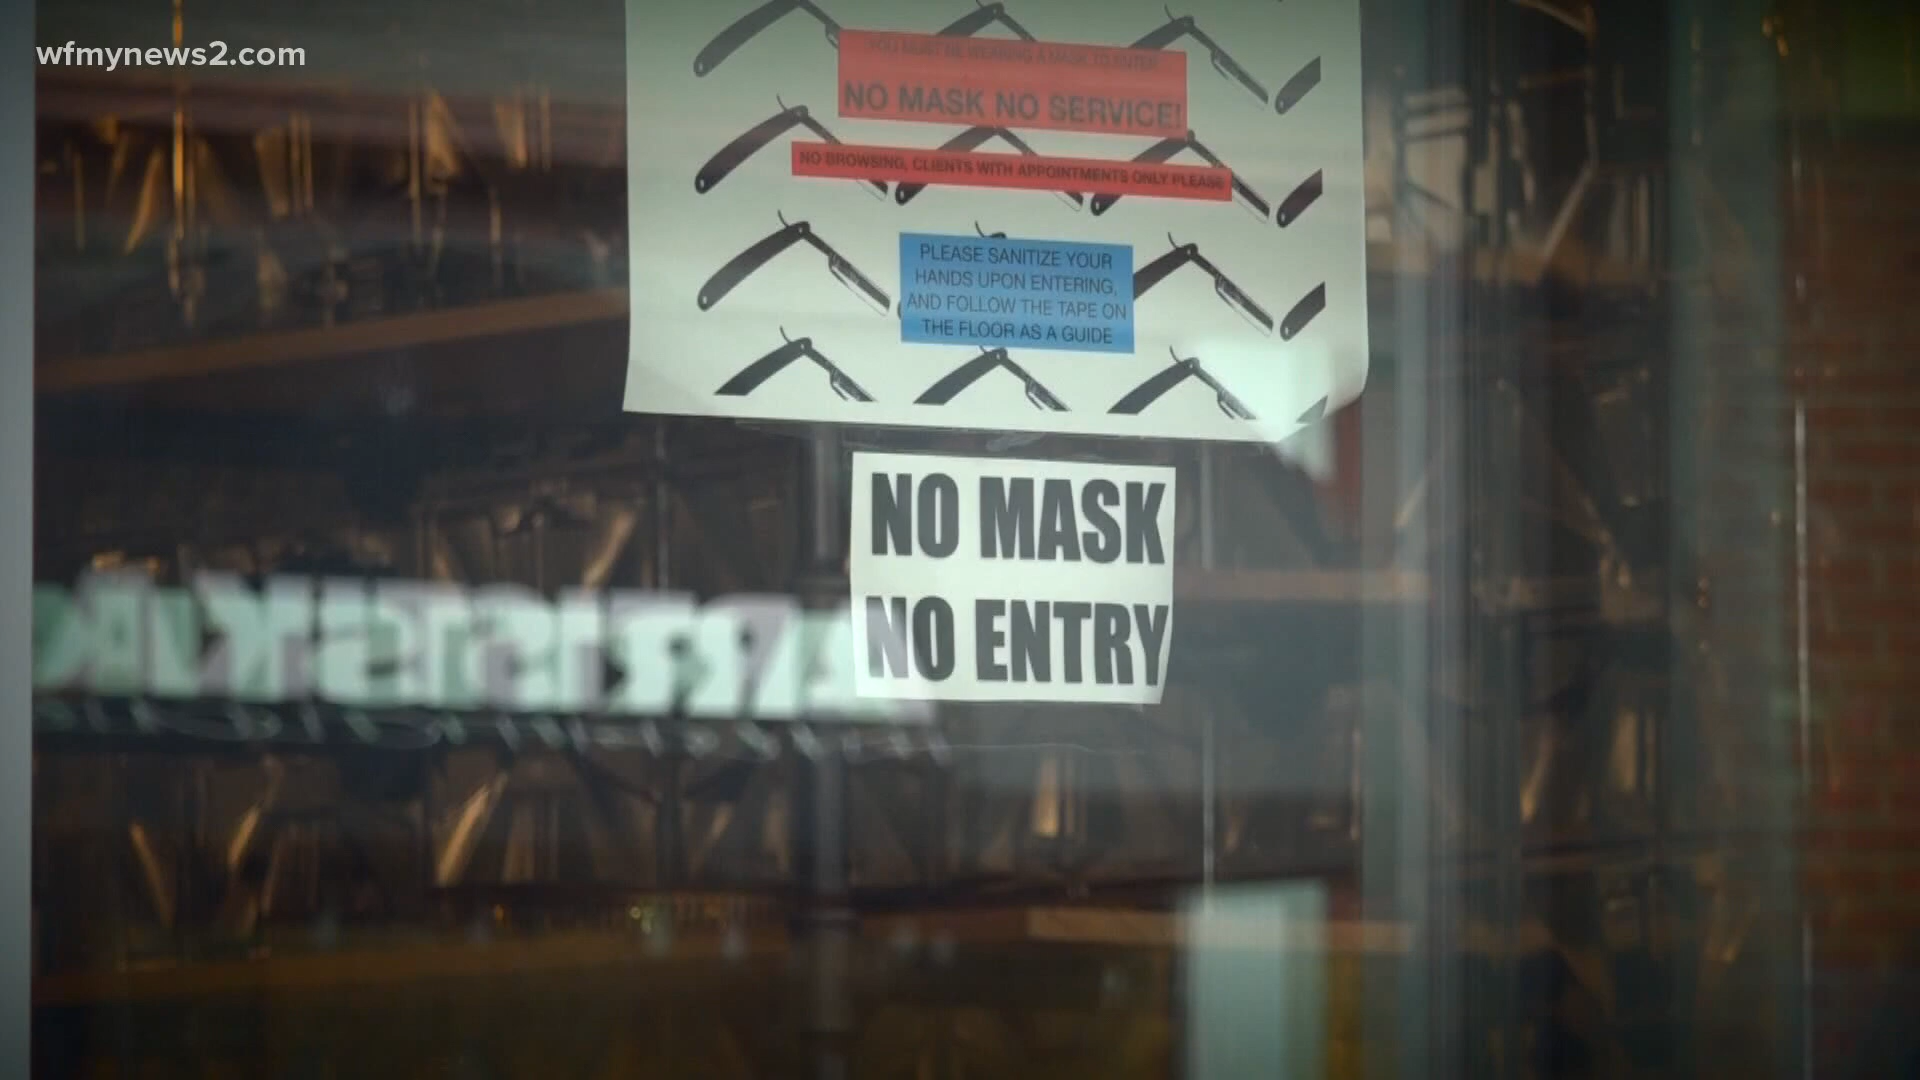 wfmynews2.com
YOU MUST BE WEARING A MASK TO ENTER
NO MASK NO SERVICE!
NO BROWSING, CLIENTS WITH APPOINTMENTS ONLY PLEASE
PLEASE SANITIZE YOUR
HANDS UPON ENTERING,
AND FOLLOW THE TAPE ON
THE FLOOR AS A GUIDE
NO MASK
NO ENTRY